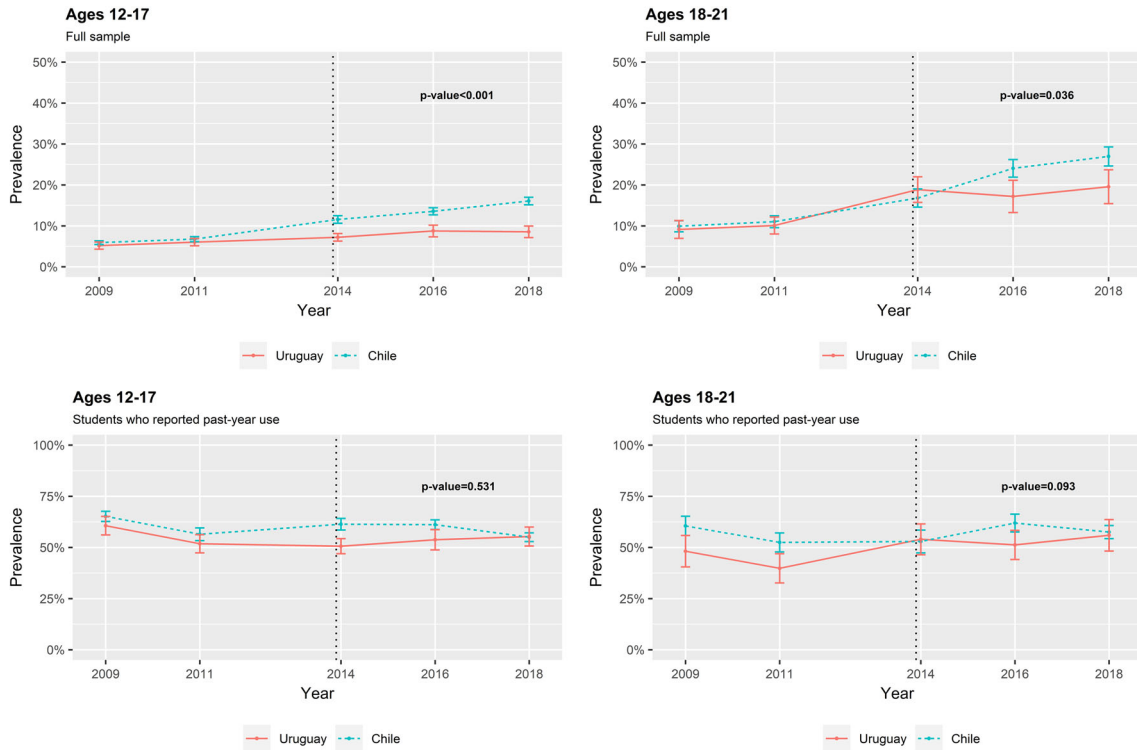 Ages 12-17
Full sample
50%
40%
30%
20%
10%
0%
Prevalence
p-value<0.001
2009 2011 2014 2016 2018
Year
Uruguay Chile
Ages 18-21
Full sample
50%
40%
30%
20%
10%
0%
Prevalence
p-value=0.036
2009 2011 2014 2016 2018
Year
Uruguay Chile
Ages 12-17
Students who reported past-year use
100%
75%
50%
25%
0%
Prevalence
p-value=0.531
2009 2011 2014 2016 2018
Year
Uruguay Chile
Ages 18-21
Students who reported past-year use
100%
75%
50%
25%
0%
Prevalence
p-value=0.093
2009 2011 2014 2016 2018
Year
Uruguay Chile